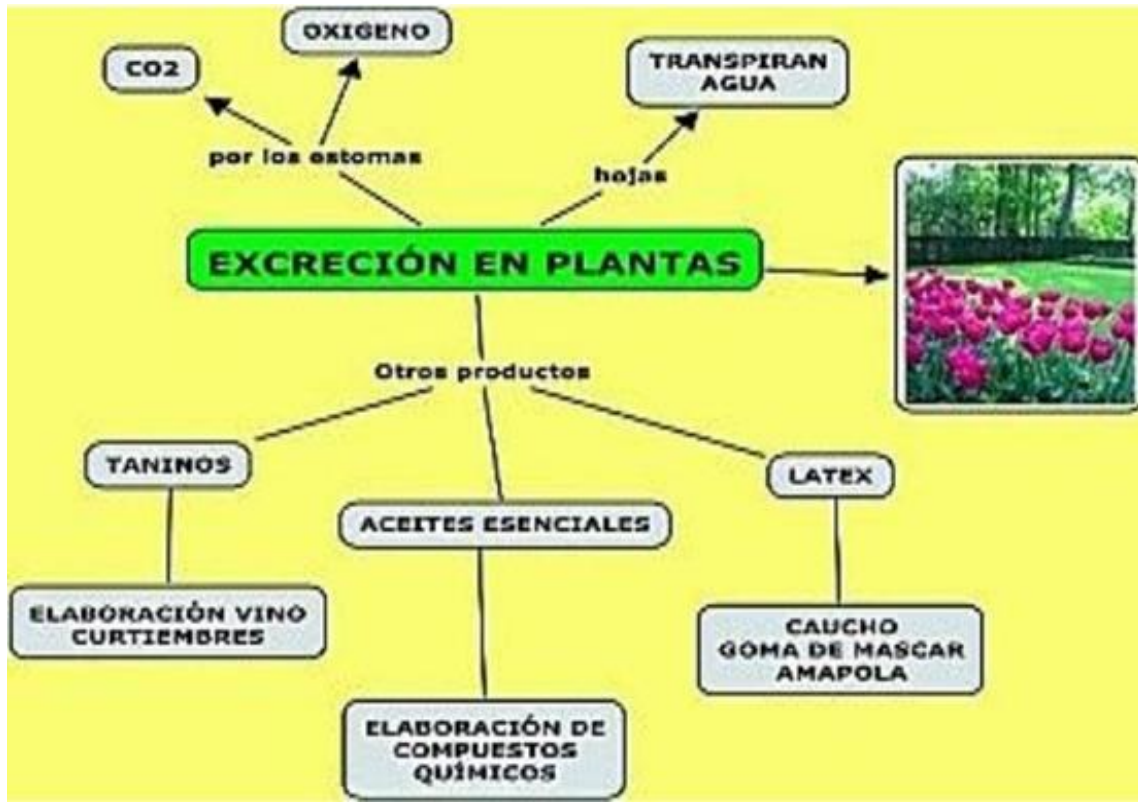 OXIGENO
CO2
TRANSPIRAN
AGUA
por los estomas
hojas
EXCRECIÓN EN PLANTAS
Otros productos
TANINOS
LATEX
ACEITES ESENCIALES
ELABORACIÓN VINO
CURTIEMBRES
CAUCHO
GOMA DE MASCAR
AMAPOLA
ELABORACIÓN DE
COMPUESTOS
QUÍMICOS